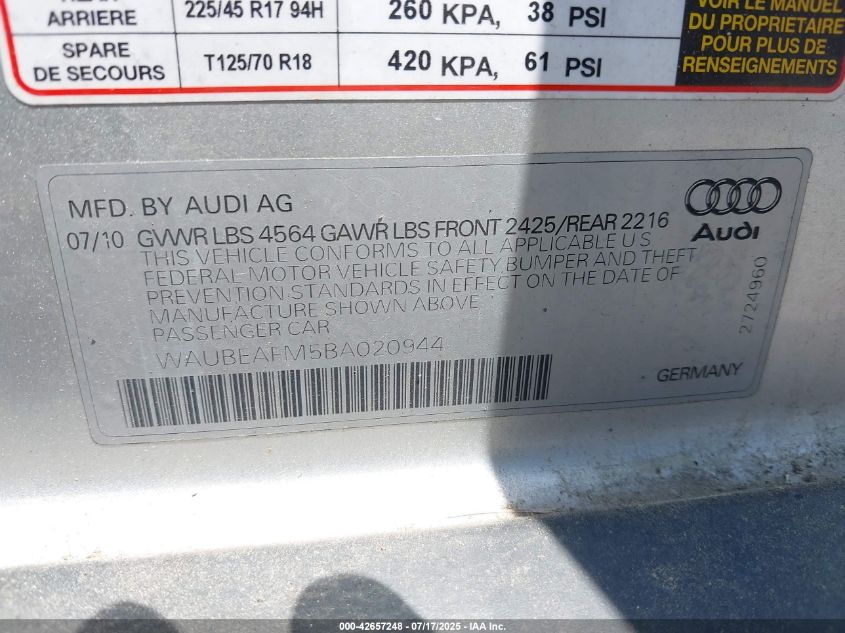 ARRIERE 225/45 R17 94H 260 KPA, 38 PSI
SPARE
DE SECOURS T125/70 R18 420 KPA, 61 PSI
VOIR LE MANUEL
DU PROPRIETAIRE
POUR PLUS DE
RENSEIGNEMENTS
MFD. BY AUDI AG
07/10 GVWR LBS 4564 GAWR LBS FRONT 2425/REAR 2216
THIS VEHICLE CONFORMS TO ALL APPLICABLE U S
FEDERAL-MOTOR VEHICLE SAFETY, BUMPER AND THEFT
PREVENTION STANDARDS IN EFFECT ON THE DATE OF
MANUFACTURE SHOWN ABOVE
PASSENGER CAR
WAUBEAFM5BA020944
Audi
2724960
GERMANY
000-42657248 - 07/17/2025 - IAA Inc.